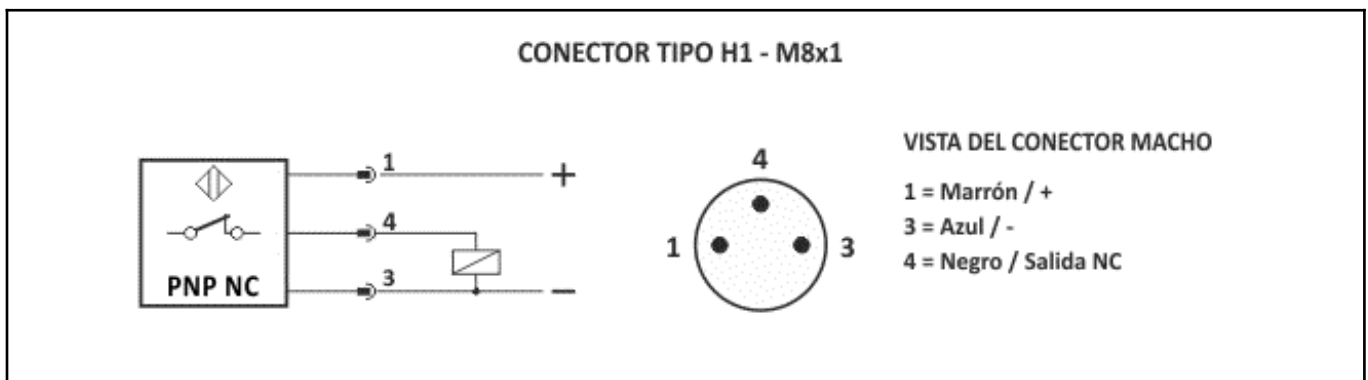 CONECTOR TIPO H1 - M8x1
1
+
4
3
−
PNP NC
4
1
3
VISTA DEL CONECTOR MACHO
1 = Marrón / +
3 = Azul / -
4 = Negro / Salida NC